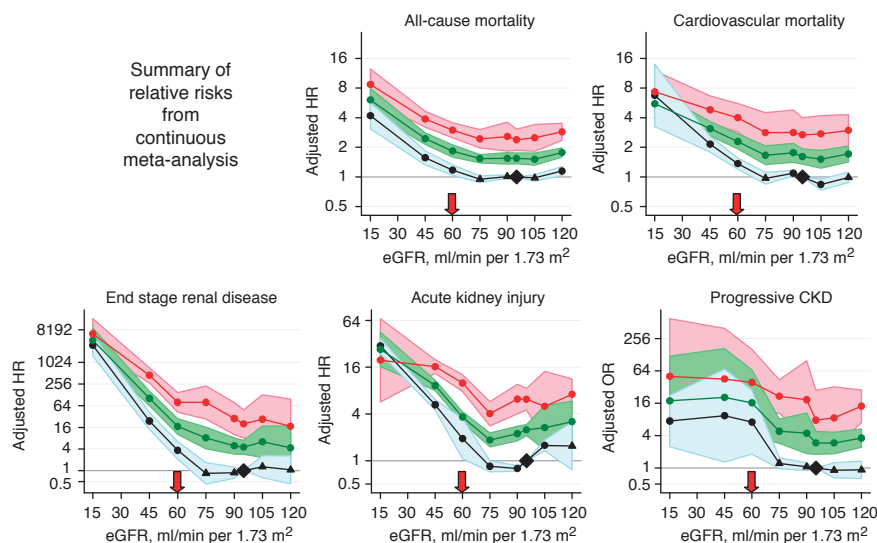 Summary of
relative risks
from
continuous
meta-analysis
All-cause mortality
Adjusted HR
16
8
4
2
1
0.5
15 30 45 60 75 90 105 120
eGFR, ml/min per 1.73 m²
Cardiovascular mortality
Adjusted HR
16
8
4
2
1
0.5
15 30 45 60 75 90 105 120
eGFR, ml/min per 1.73 m²
End stage renal disease
Adjusted HR
8192
1024
256
64
16
4
1
0.5
15 30 45 60 75 90 105 120
eGFR, ml/min per 1.73 m²
Acute kidney injury
Adjusted HR
64
16
4
1
0.5
15 30 45 60 75 90 105 120
eGFR, ml/min per 1.73 m²
Progressive CKD
Adjusted OR
256
64
16
4
1
0.5
15 30 45 60 75 90 105 120
eGFR, ml/min per 1.73 m²